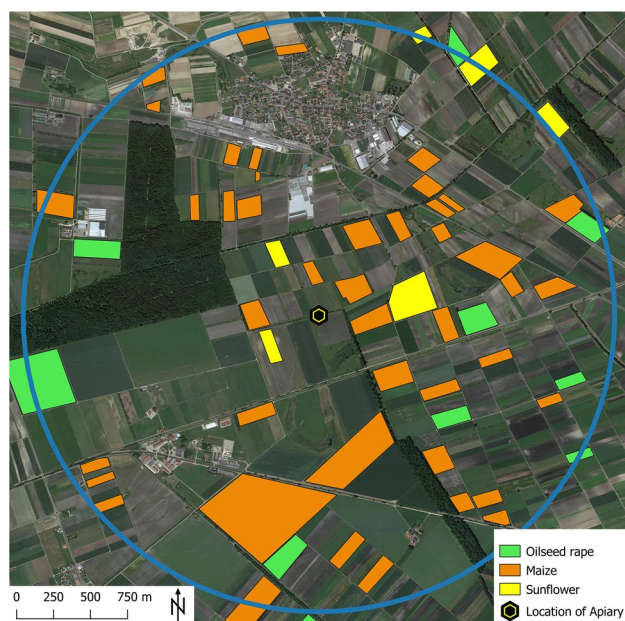 Oilseed rape
Maize
Sunflower
Location of Apiary
0 250 500 750 m
N